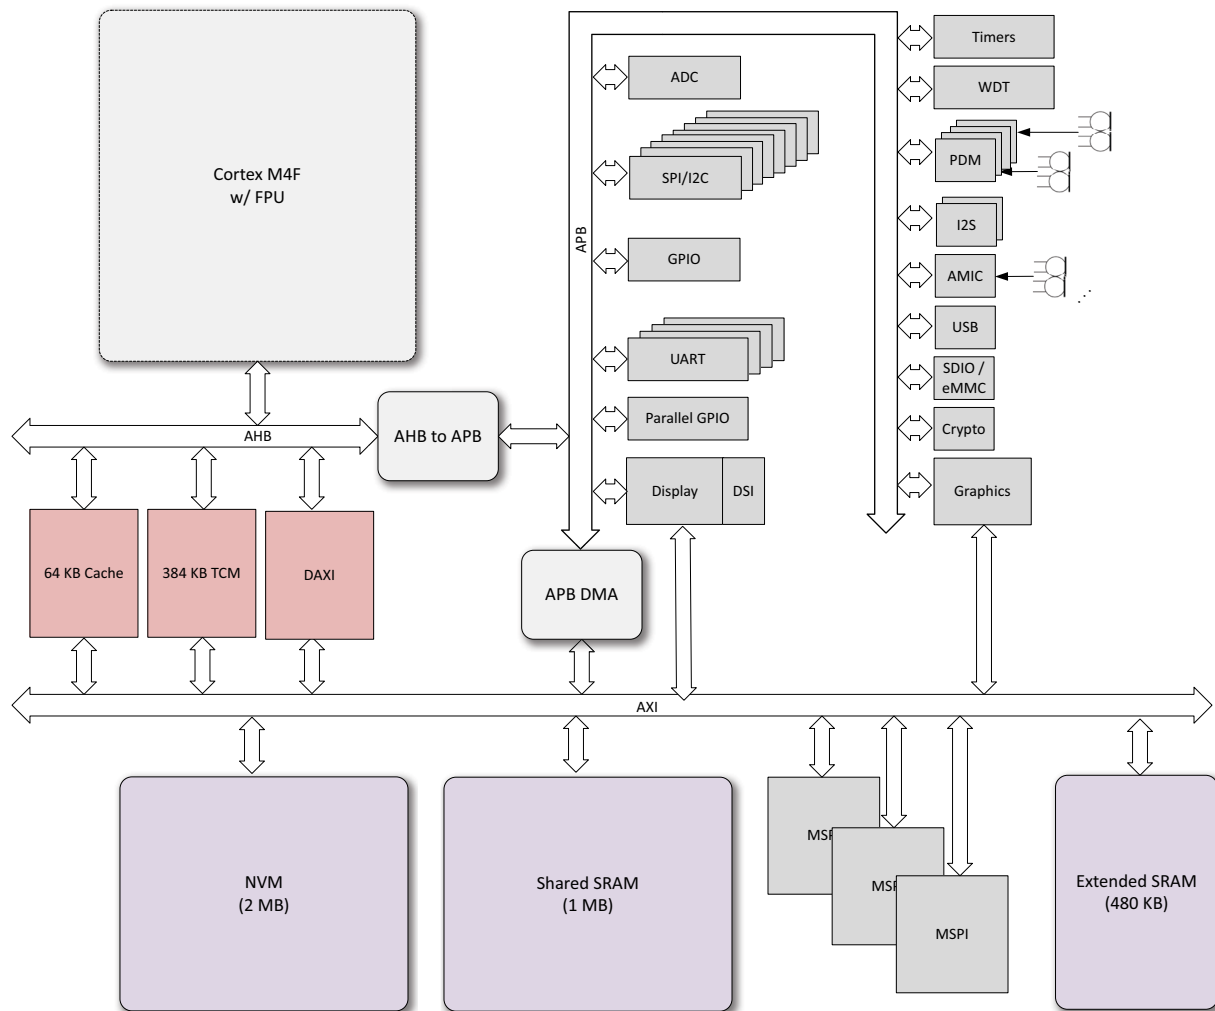 Cortex M4F
w/ FPU
AHB
AHB to APB
64 KB Cache
384 KB TCM
DAXI
APB
ADC
SPI/I2C
GPIO
UART
Parallel GPIO
Display
DSI
APB DMA
Timers
WDT
PDM
I2S
AMIC
...
USB
SDIO /
eMMC
Crypto
Graphics
AXI
NVM
(2 MB)
Shared SRAM
(1 MB)
MSP
MSP
MSPI
Extended SRAM
(480 KB)